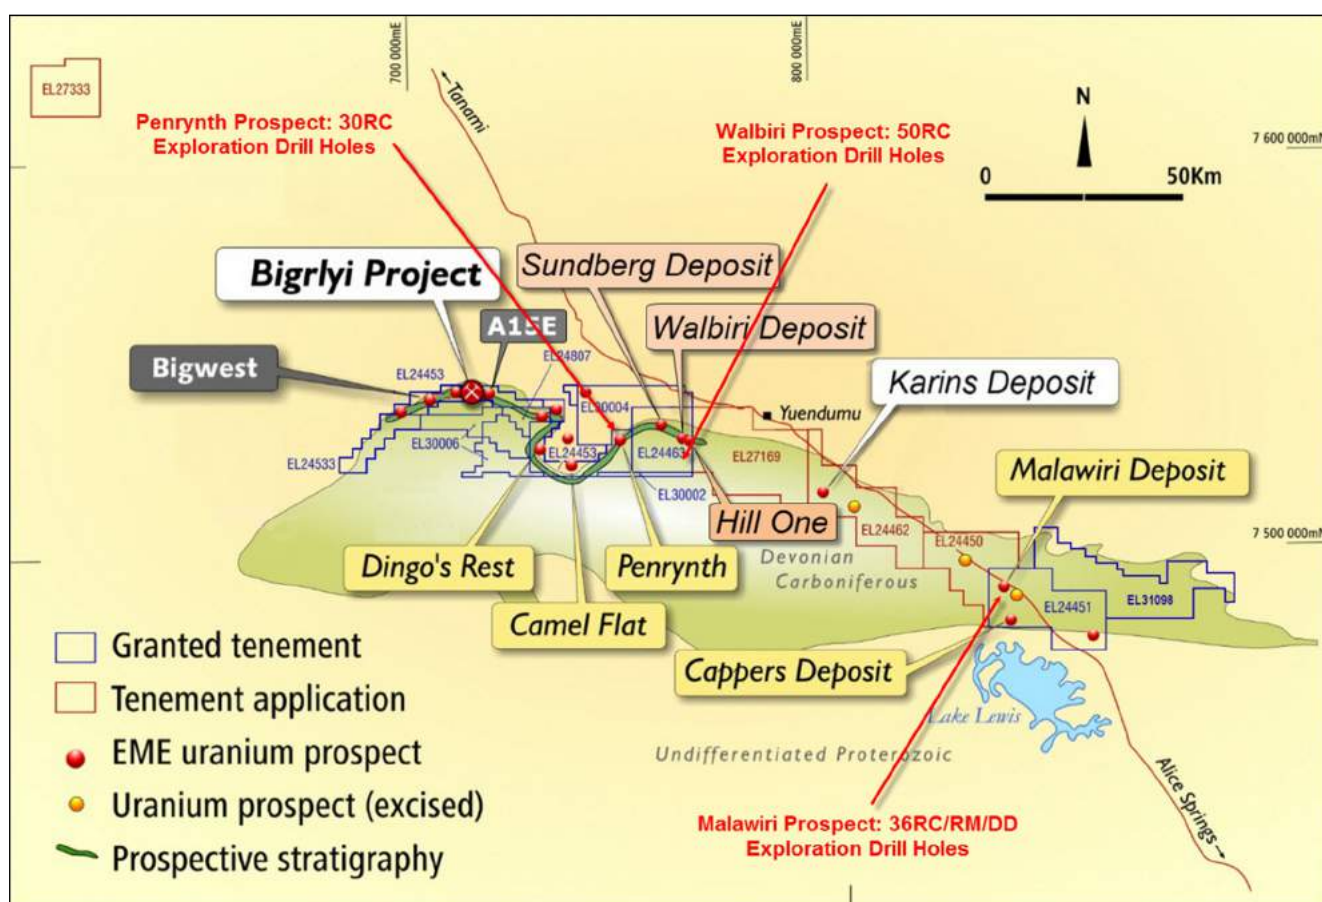 700 000mE
800 000mE
EL27333
Tanami
N
7 600 000mN
0
50Km
Penrynth Prospect: 30RC
Exploration Drill Holes
Walbiri Prospect: 50RC
Exploration Drill Holes
Bigrlyi Project
Sundberg Deposit
A15E
Walbiri Deposit
Bigwest
EL24807
EL24453
Karins Deposit
EL30004
Yuendumu
EL30006
EL24453
EL24463
EL27169
EL24533
Malawiri Deposit
EL30002
Hill One
EL24462
EL24450
7 500 000mN
Dingo's Rest
Penrynth
Devonian
Carboniferous
Camel Flat
EL24451
EL31098
Cappers Deposit
Granted tenement
Tenement application
Lake Lewis
EME uranium prospect
Undifferentiated Proterozoic
Uranium prospect (excised)
Alice Springs
Malawiri Prospect: 36RC/RM/DD
Exploration Drill Holes
Prospective stratigraphy